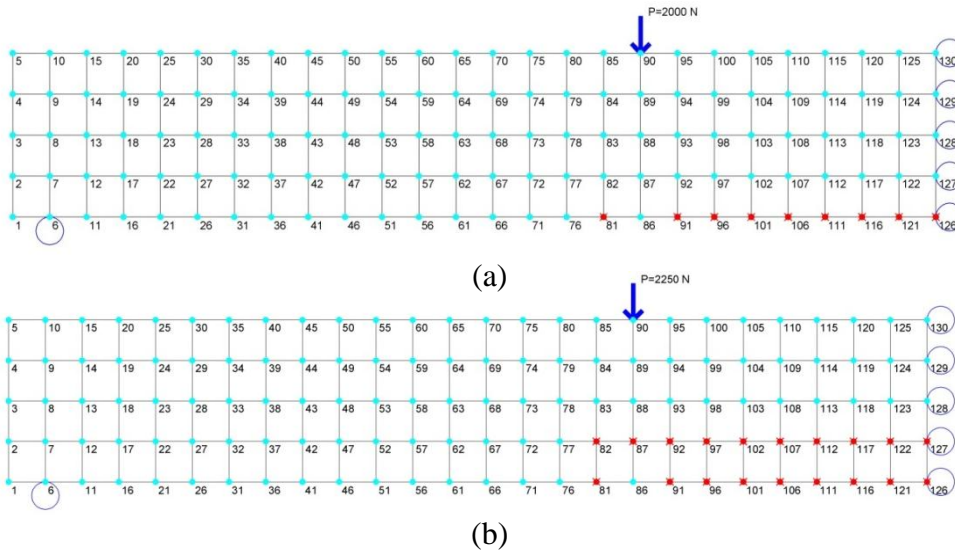 P=2000 N
5 10 15 20 25 30 35 40 45 50 55 60 65 70 75 80 85 90 95 100 105 110 115 120 125 130
4 9 14 19 24 29 34 39 44 49 54 59 64 69 74 79 84 89 94 99 104 109 114 119 124 129
3 8 13 18 23 28 33 38 43 48 53 58 63 68 73 78 83 88 93 98 103 108 113 118 123 128
2 7 12 17 22 27 32 37 42 47 52 57 62 67 72 77 82 87 92 97 102 107 112 117 122 127
1 6 11 16 21 26 31 36 41 46 51 56 61 66 71 76 81 86 91 96 101 106 111 116 121 126
(a)
P=2250 N
5 10 15 20 25 30 35 40 45 50 55 60 65 70 75 80 85 90 95 100 105 110 115 120 125 130
4 9 14 19 24 29 34 39 44 49 54 59 64 69 74 79 84 89 94 99 104 109 114 119 124 129
3 8 13 18 23 28 33 38 43 48 53 58 63 68 73 78 83 88 93 98 103 108 113 118 123 128
2 7 12 17 22 27 32 37 42 47 52 57 62 67 72 77 82 87 92 97 102 107 112 117 122 127
1 6 11 16 21 26 31 36 41 46 51 56 61 66 71 76 81 86 91 96 101 106 111 116 121 126
(b)